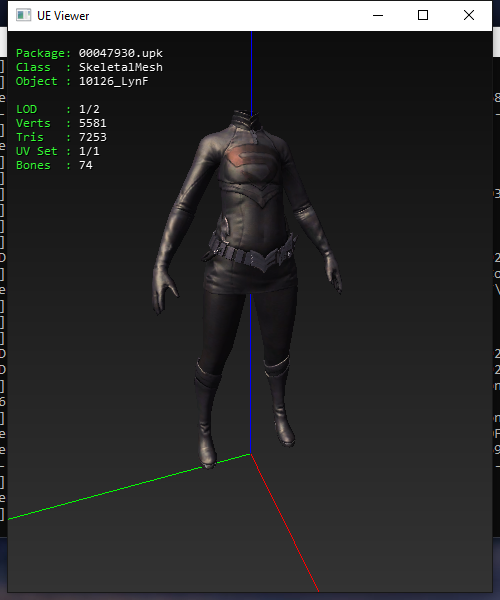 UE Viewer
Package: 00047930.upk
Class  : SkeletalMesh
Object : 10126_LynF
LOD    : 1/2
Verts  : 5581
Tris   : 7253
UV Set : 1/1
Bones  : 74